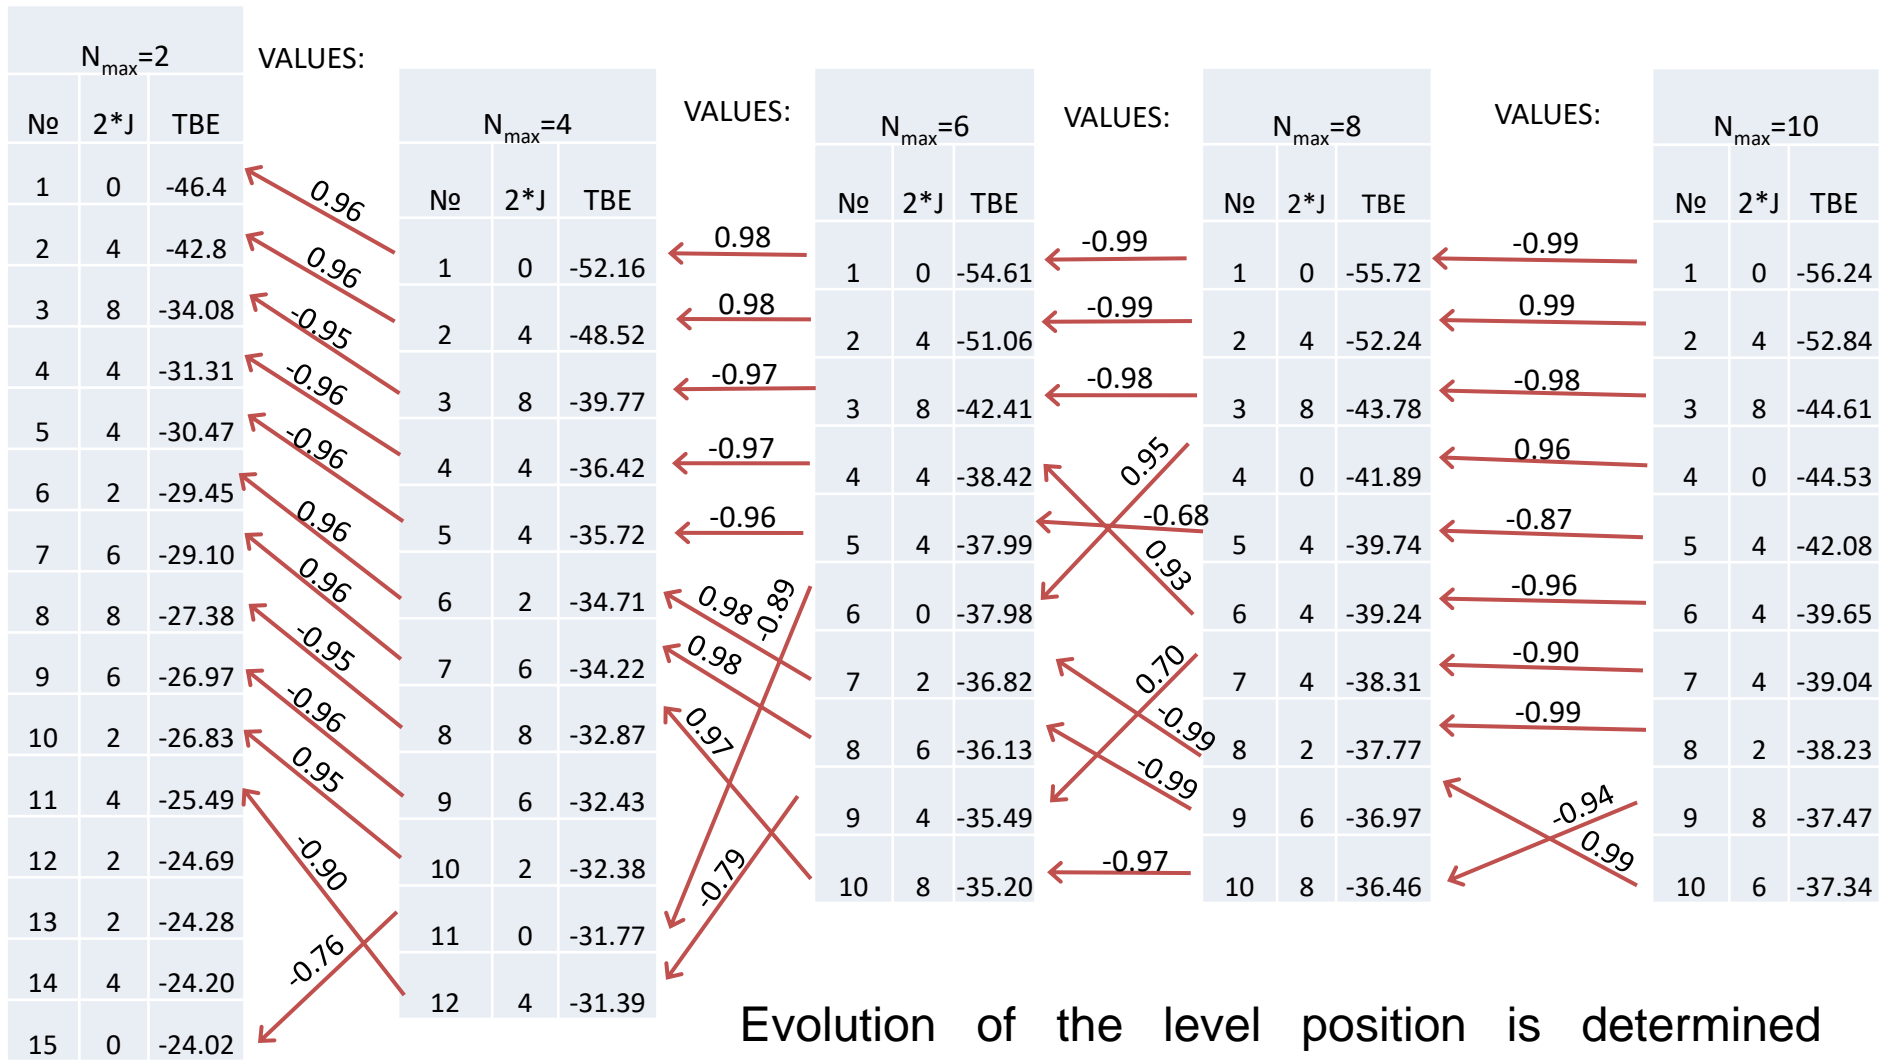 N_max=2 VALUES:
№ 2*J TBE
1 0 -46.4
2 4 -42.8
3 8 -34.08
4 4 -31.31
5 4 -30.47
6 2 -29.45
7 6 -29.10
8 8 -27.38
9 6 -26.97
10 2 -26.83
11 4 -25.49
12 2 -24.69
13 2 -24.28
14 4 -24.20
15 0 -24.02
0.96
0.96
-0.95
-0.96
-0.96
0.96
0.96
-0.95
-0.96
0.95
-0.90
-0.76
N_max=4 VALUES:
№ 2*J TBE
1 0 -52.16
2 4 -48.52
3 8 -39.77
4 4 -36.42
5 4 -35.72
6 2 -34.71
7 6 -34.22
8 8 -32.87
9 6 -32.43
10 2 -32.38
11 0 -31.77
12 4 -31.39
0.98
0.98
-0.97
-0.97
-0.96
-0.89
0.98
0.98
0.97
-0.79
N_max=6 VALUES:
№ 2*J TBE
1 0 -54.61
2 4 -51.06
3 8 -42.41
4 4 -38.42
5 4 -37.99
6 0 -37.98
7 2 -36.82
8 6 -36.13
9 4 -35.49
10 8 -35.20
-0.99
-0.99
-0.98
0.95
-0.68
0.93
0.70
-0.99
-0.99
-0.97
N_max=8 VALUES:
№ 2*J TBE
1 0 -55.72
2 4 -52.24
3 8 -43.78
4 0 -41.89
5 4 -39.74
6 4 -39.24
7 4 -38.31
8 2 -37.77
9 6 -36.97
10 8 -36.46
-0.99
0.99
-0.98
0.96
-0.87
-0.96
-0.90
-0.99
-0.94
0.99
N_max=10
№ 2*J TBE
1 0 -56.24
2 4 -52.84
3 8 -44.61
4 0 -44.53
5 4 -42.08
6 4 -39.65
7 4 -39.04
8 2 -38.23
9 8 -37.47
10 6 -37.34
Evolution of the level position is determined